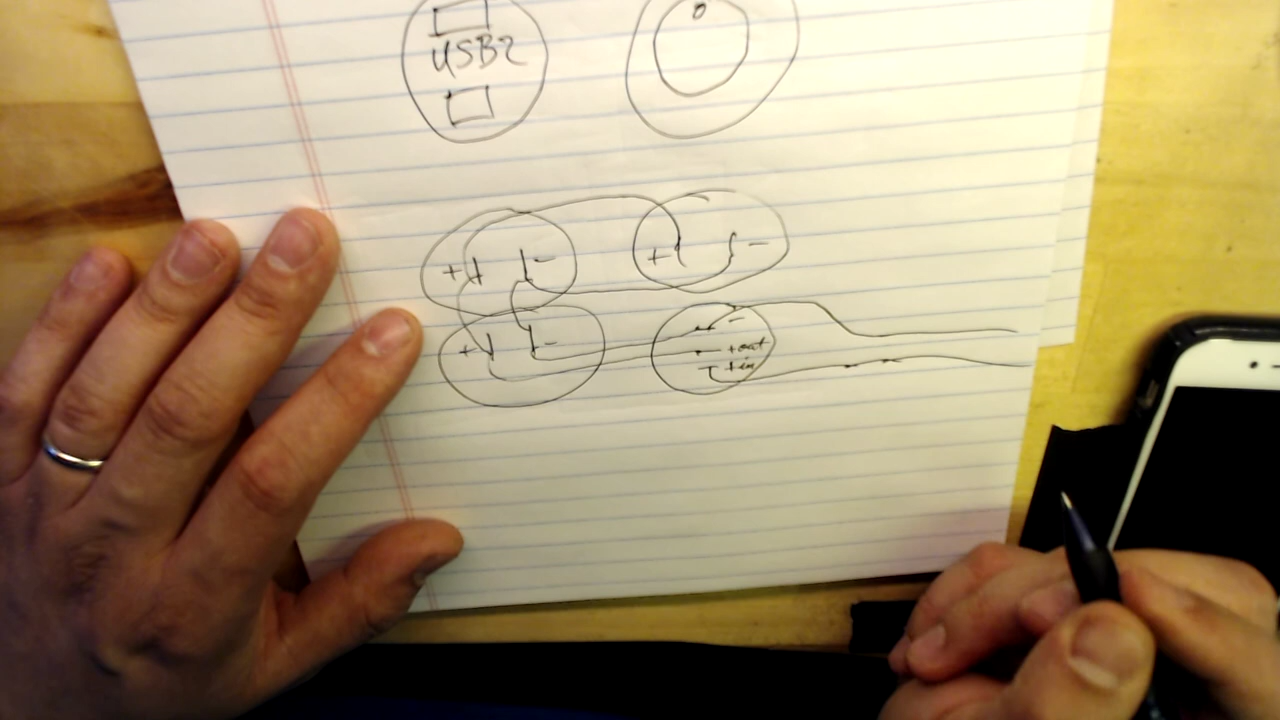 USB2
+ - + -
+ - -
+out
+in